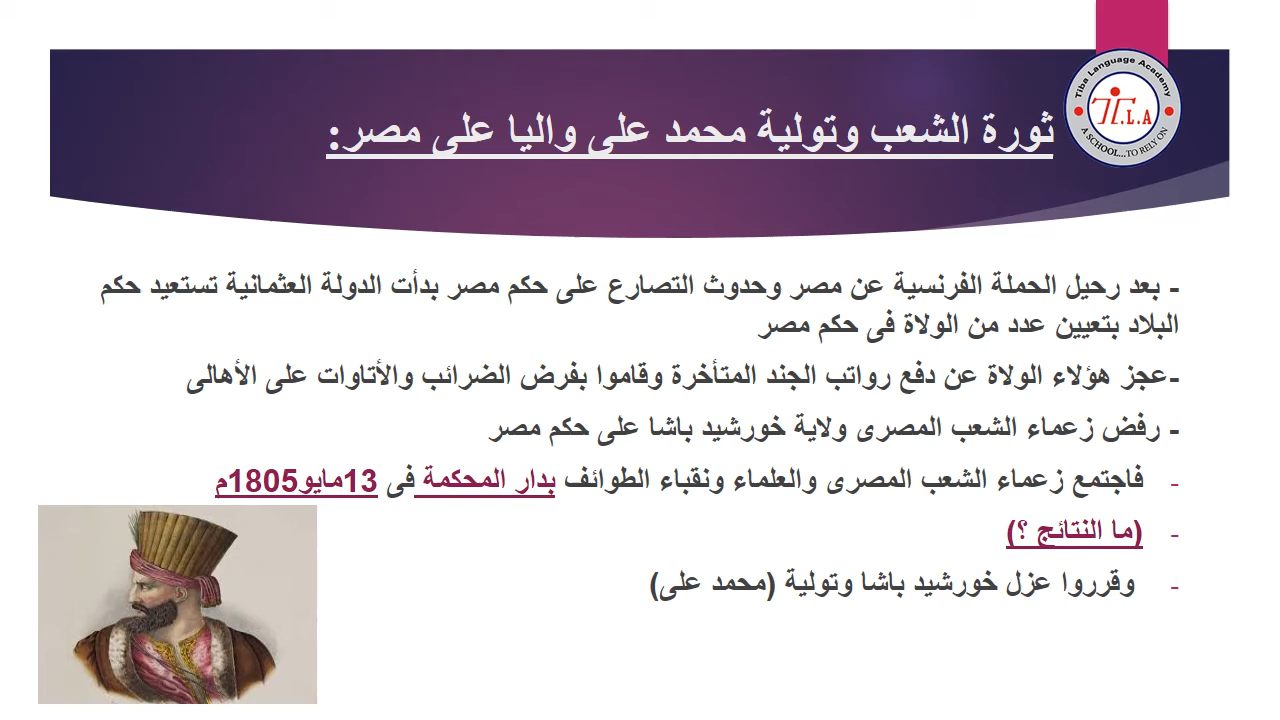 Tiba Language Academy
T.L.A
A SCHOOL...TO RELY ON
ثورة الشعب وتولية محمد على واليا على مصر:
- بعد رحيل الحملة الفرنسية عن مصر وحدوث التصارع على حكم مصر بدأت الدولة العثمانية تستعيد حكم
البلاد بتعيين عدد من الولاة فى حكم مصر
-عجز هؤلاء الولاة عن دفع رواتب الجند المتأخرة وقاموا بفرض الضرائب والأتاوات على الأهالى
- رفض زعماء الشعب المصرى ولاية خورشيد باشا على حكم مصر
- فاجتمع زعماء الشعب المصرى والعلماء ونقباء الطوائف بدار المحكمة فى 13مايو1805م
- (ما النتائج ؟)
- وقرروا عزل خورشيد باشا وتولية (محمد على)